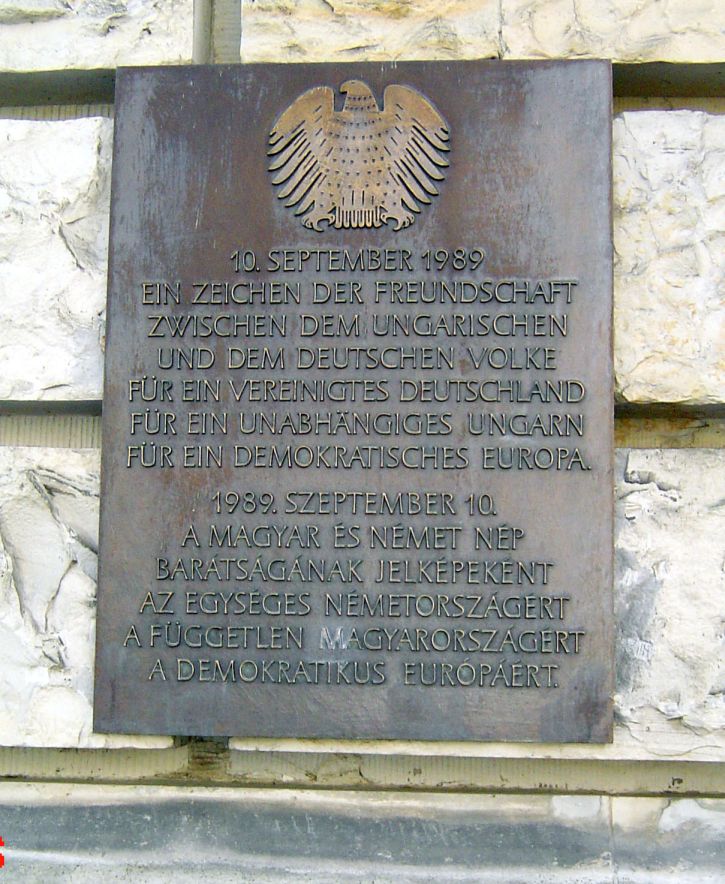 10. SEPTEMBER 1989
EIN ZEICHEN DER FREUNDSCHAFT
ZWISCHEN DEM UNGARISCHEN
UND DEM DEUTSCHEN VOLKE
FÜR EIN VEREINIGTES DEUTSCHLAND
FÜR EIN UNABHÄNGIGES UNGARN
FÜR EIN DEMOKRATISCHES EUROPA.
1989. SZEPTEMBER 10.
A MAGYAR ÉS NÉMET NÉP
BARÁTSÁGÁNAK JELKÉPEKÉNT
AZ EGYSÉGES NÉMETORSZÁGÉRT
A FÜGGETLEN MAGYARORSZÁGÉRT
A DEMOKRATIKUS EURÓPÁÉRT.